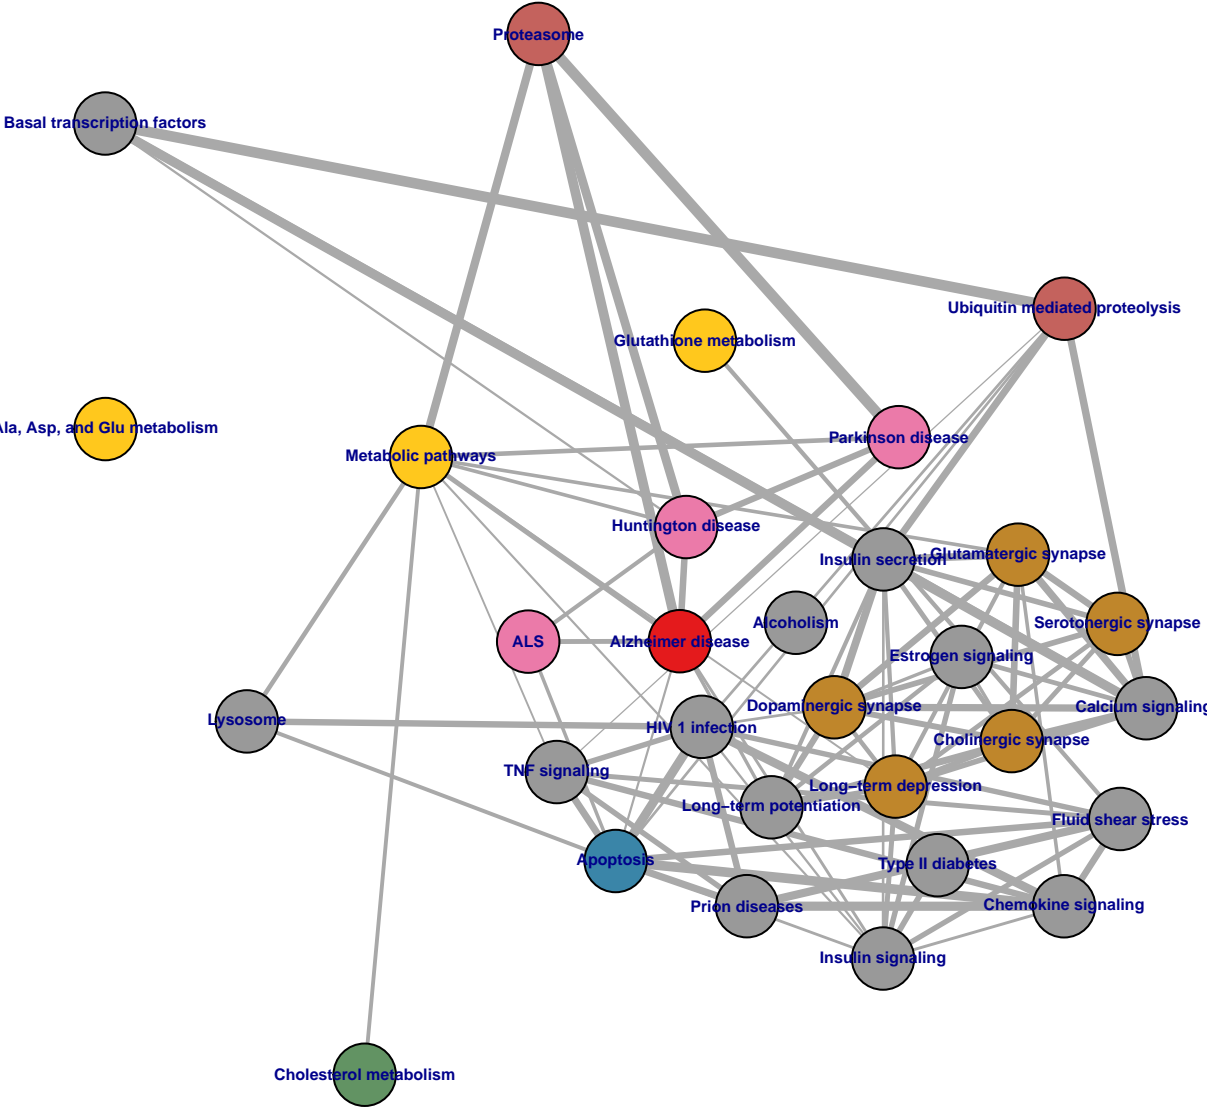 Proteasome
Basal transcription factors
Ubiquitin mediated proteolysis
Glutathione metabolism
Ala, Asp, and Glu metabolism
Parkinson disease
Metabolic pathways
Huntington disease
Glutamatergic synapse
Insulin secretion
Alcoholism
Serotonergic synapse
ALS
Alzheimer disease
Estrogen signaling
Dopaminergic synapse
Calcium signaling
Lysosome
HIV 1 infection
Cholinergic synapse
TNF signaling
Long−term depression
Long−term potentiation
Fluid shear stress
Apoptosis
Type II diabetes
Prion diseases
Chemokine signaling
Insulin signaling
Cholesterol metabolism